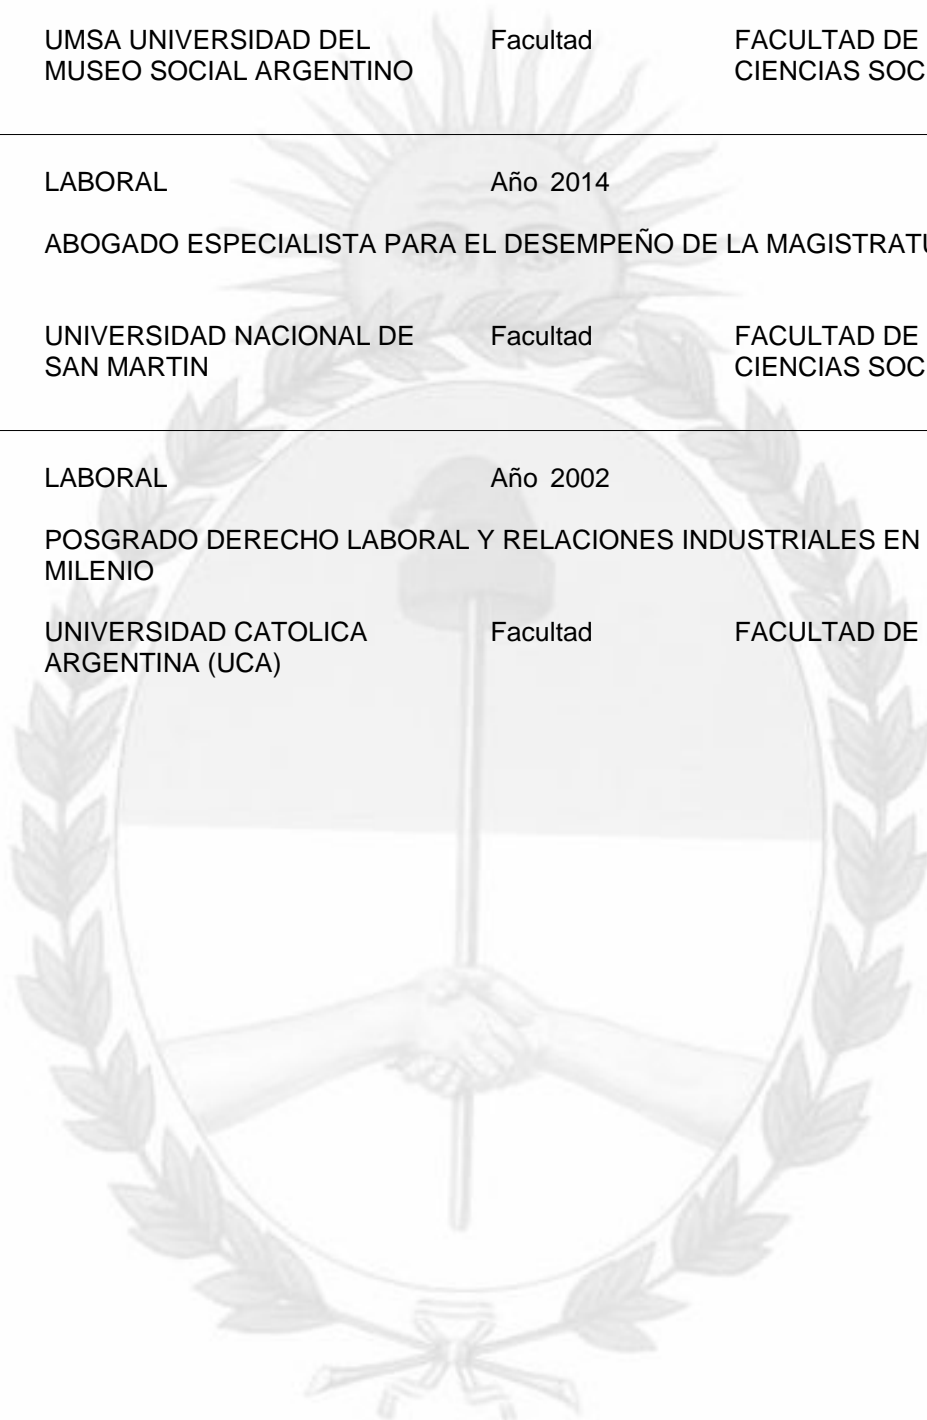 UMSA UNIVERSIDAD DEL Facultad FACULTAD DE
MUSEO SOCIAL ARGENTINO CIENCIAS SOC
LABORAL Año 2014
ABOGADO ESPECIALISTA PARA EL DESEMPEÑO DE LA MAGISTRATU
UNIVERSIDAD NACIONAL DE Facultad FACULTAD DE
SAN MARTIN CIENCIAS SOC
LABORAL Año 2002
POSGRADO DERECHO LABORAL Y RELACIONES INDUSTRIALES EN
MILENIO
UNIVERSIDAD CATOLICA Facultad FACULTAD DE
ARGENTINA (UCA)